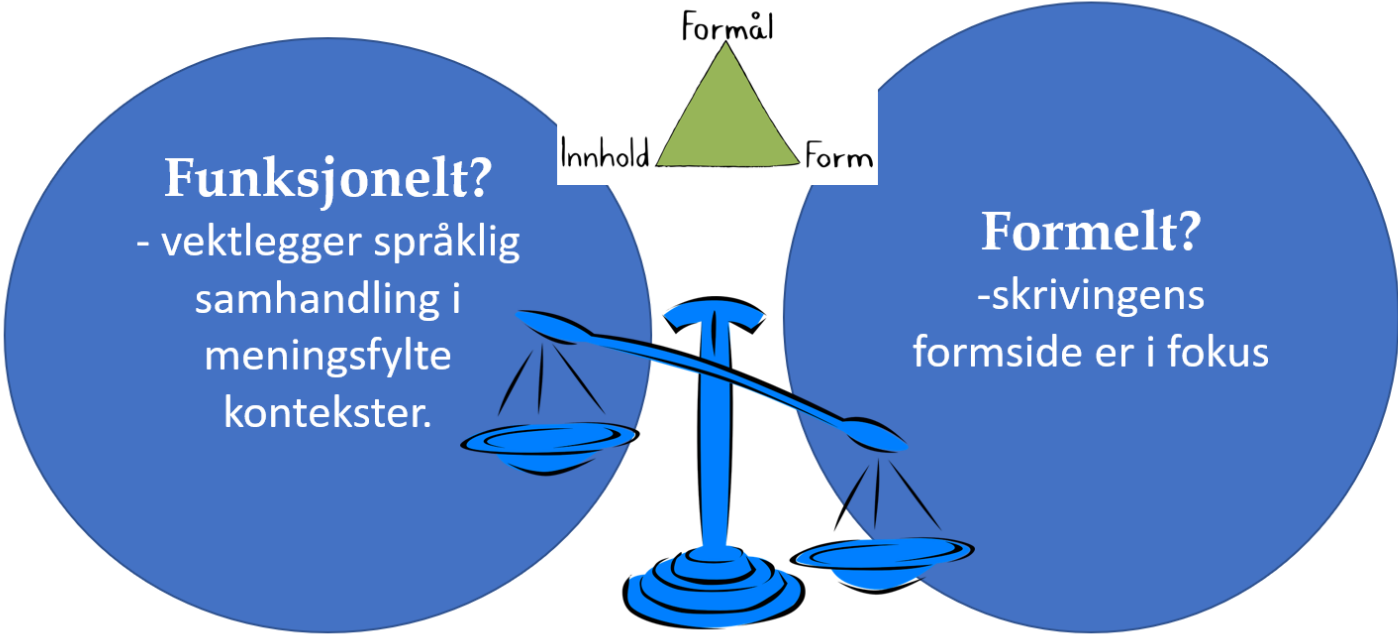 Formål
Innhold
Form
Funksjonelt?
- vektlegger språklig
samhandling i
meningsfylte
kontekster.
Formelt?
-skrivingens
formside er i fokus